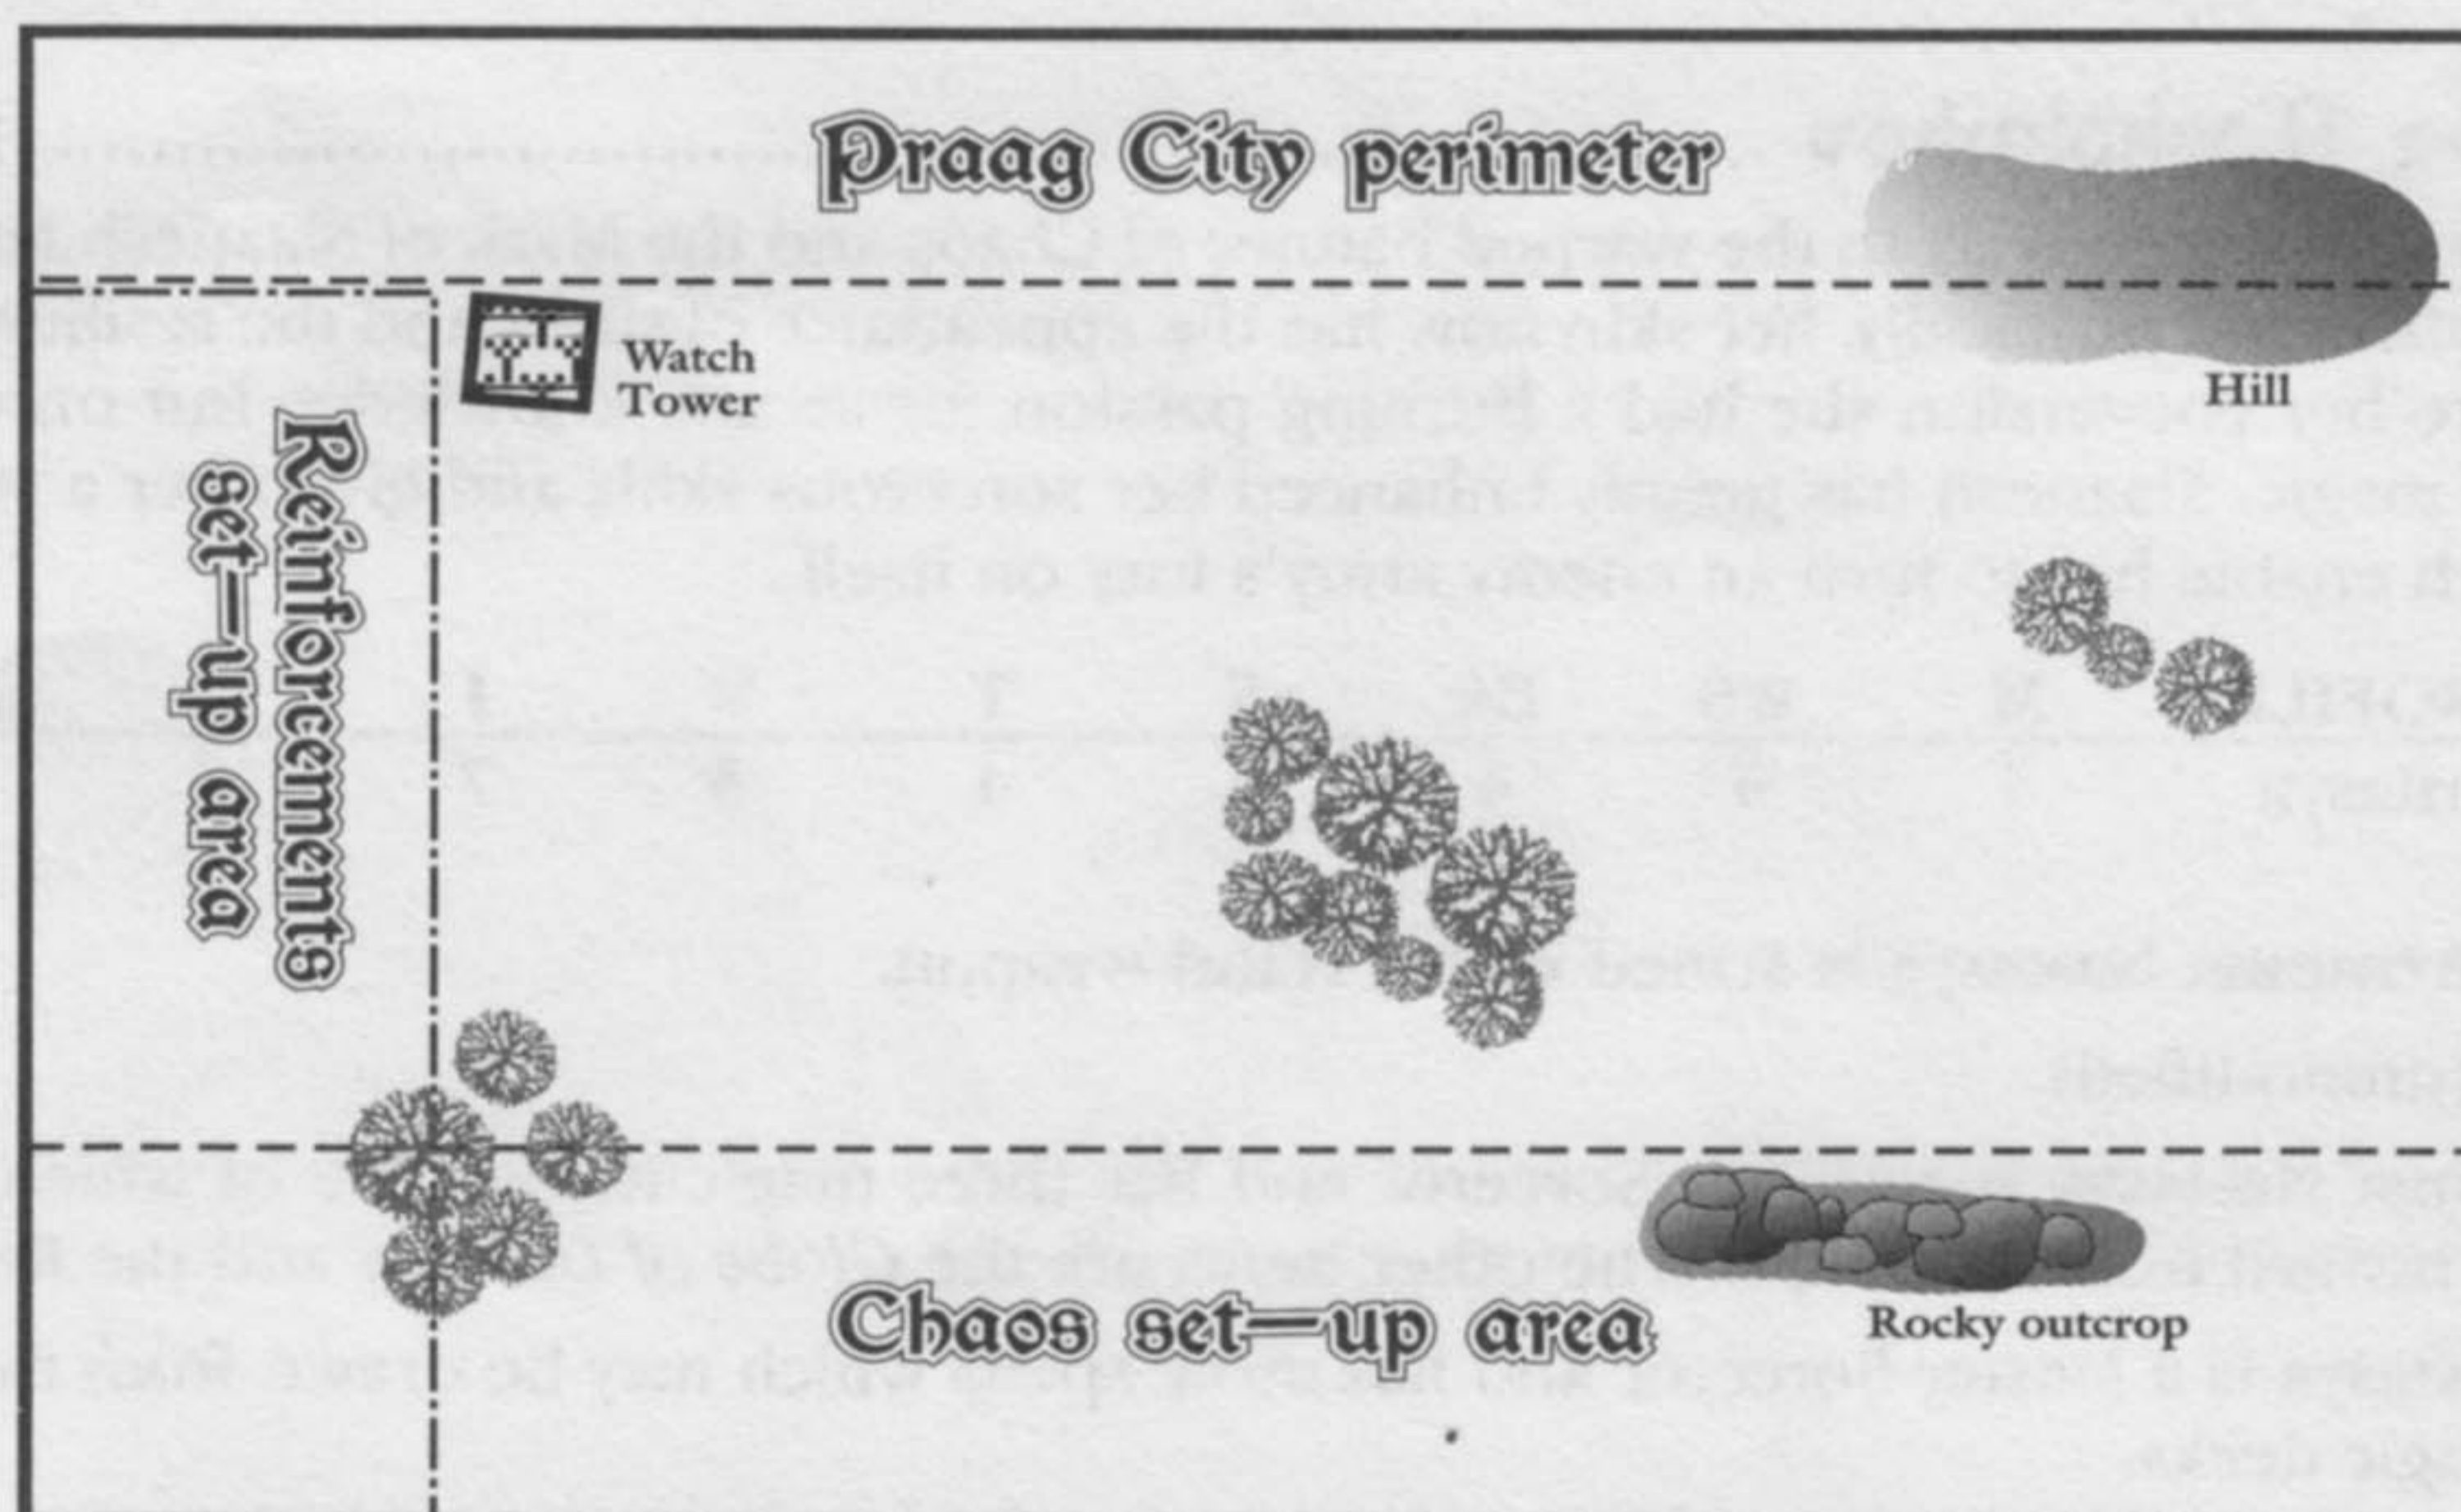 Praag City perimeter
Watch
Tower
Hill
Reinforcements
set-up area
Chaos set-up area
Rocky outcrop